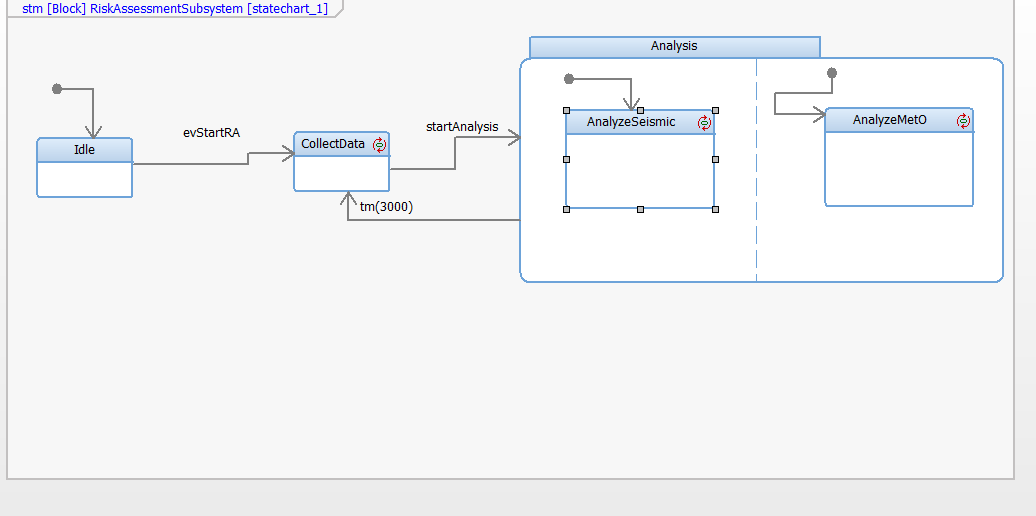 stm [Block] RiskAssessmentSubsystem [statechart_1]
Analysis
Idle
evStartRA
CollectData
startAnalysis
tm(3000)
AnalyzeSeismic
AnalyzeMetO